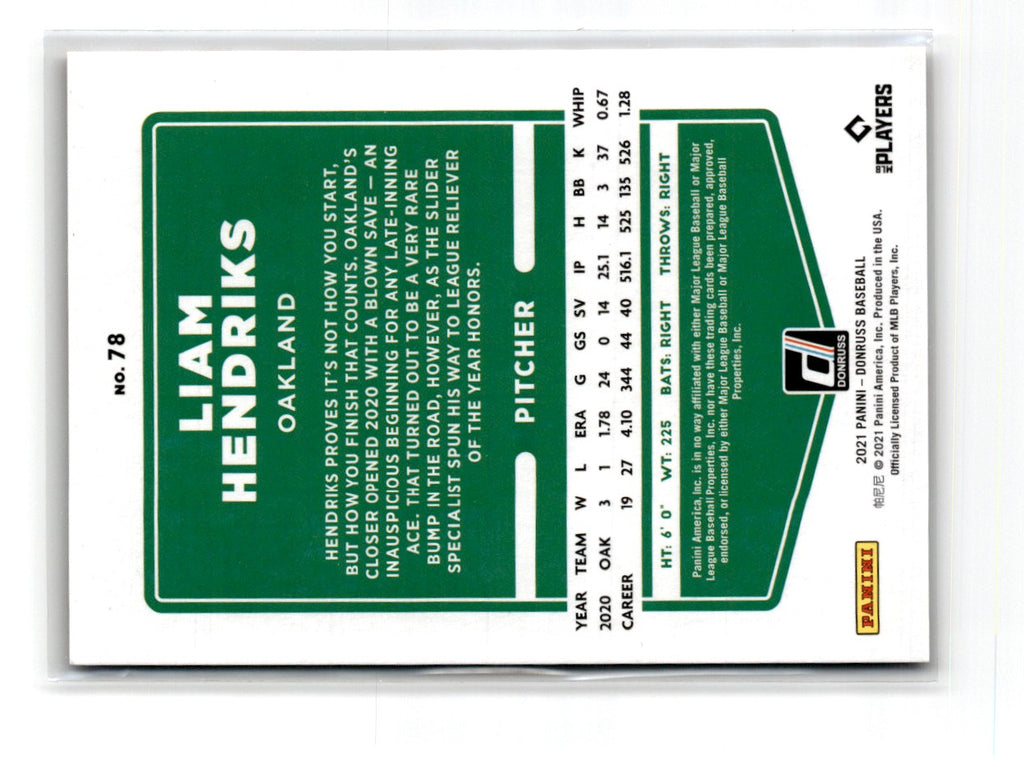 NO. 78
LIAM
HENDRIKS
OAKLAND
HENDRIKS PROVES IT'S NOT HOW YOU START,
BUT HOW YOU FINISH THAT COUNTS. OAKLAND'S
CLOSER OPENED 2020 WITH A BLOWN SAVE — AN
INAUSPICIOUS BEGINNING FOR ANY LATE-INNING
ACE. THAT TURNED OUT TO BE A VERY RARE
BUMP IN THE ROAD, HOWEVER, AS THE SLIDER
SPECIALIST SPUN HIS WAY TO LEAGUE RELIEVER
OF THE YEAR HONORS.
PITCHER
YEAR TEAM W L ERA G GS SV IP H BB K WHIP
2020 OAK 3 1 1.78 24 0 14 25.1 14 3 37 0.67
CAREER 19 27 4.10 344 44 40 516.1 525 135 526 1.28
HT: 6' 0" WT: 225 BATS: RIGHT THROWS: RIGHT
Panini America, Inc. is in no way affiliated with either Major League Baseball or Major
League Baseball Properties, Inc. nor have these trading cards been prepared, approved,
endorsed, or licensed by either Major League Baseball or Major League Baseball
Properties, Inc.
DONRUSS
2021 PANINI – DONRUSS BASEBALL
帕尼尼 © 2021 Panini America, Inc. Produced in the USA.
Officially Licensed Product of MLB Players, Inc.
PANINI
MLB PLAYERS